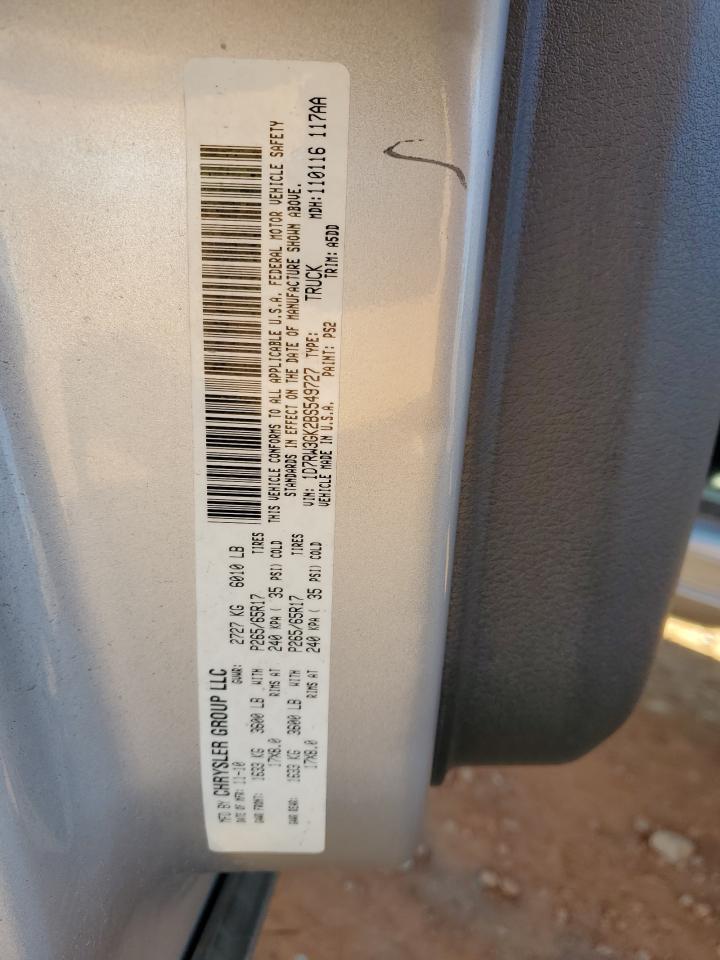 MFD BY CHRYSLER GROUP LLC
DATE OF MFR: 11-10 GVWR: 2727 KG 6010 LB
GAWR FRONT: 1633 KG 3600 LB WITH P265/65R17 TIRES
17X8.0 RIMS AT 240 KPA ( 35 PSI) COLD
GAWR REAR: 1633 KG 3600 LB WITH P265/65R17 TIRES
17X8.0 RIMS AT 240 KPA ( 35 PSI) COLD
THIS VEHICLE CONFORMS TO ALL APPLICABLE U.S.A. FEDERAL MOTOR VEHICLE SAFETY
STANDARDS IN EFFECT ON THE DATE OF MANUFACTURE SHOWN ABOVE.
VIN: 1D7RW3GK2BS549727 TYPE: TRUCK MDH:110116 117AA
VEHICLE MADE IN U.S.A. PAINT: PS2 TRIM: A5DD